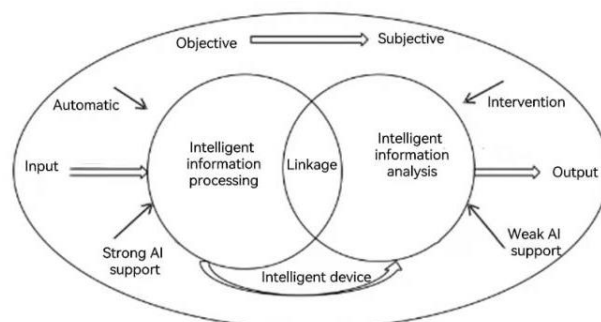 Objective
Subjective
Automatic
Intervention
Intelligent
information
processing
Linkage
Intelligent
information
analysis
Input
Output
Strong AI
support
Weak AI
support
Intelligent device